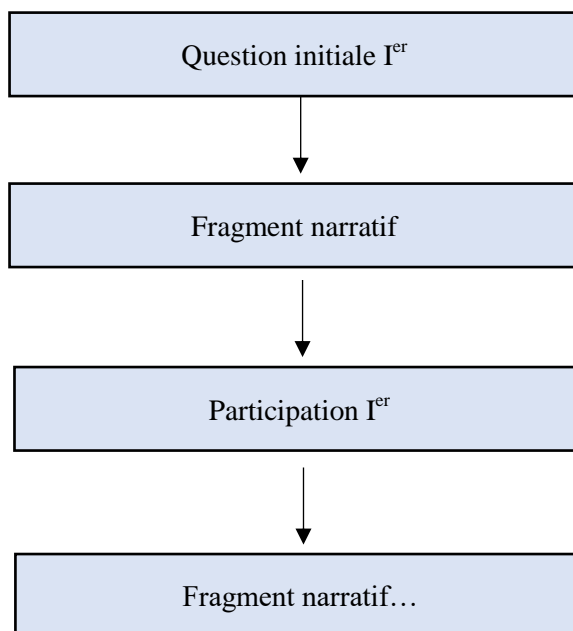 Question initiale Iᵉʳ
Fragment narratif
Participation Iᵉʳ
Fragment narratif…